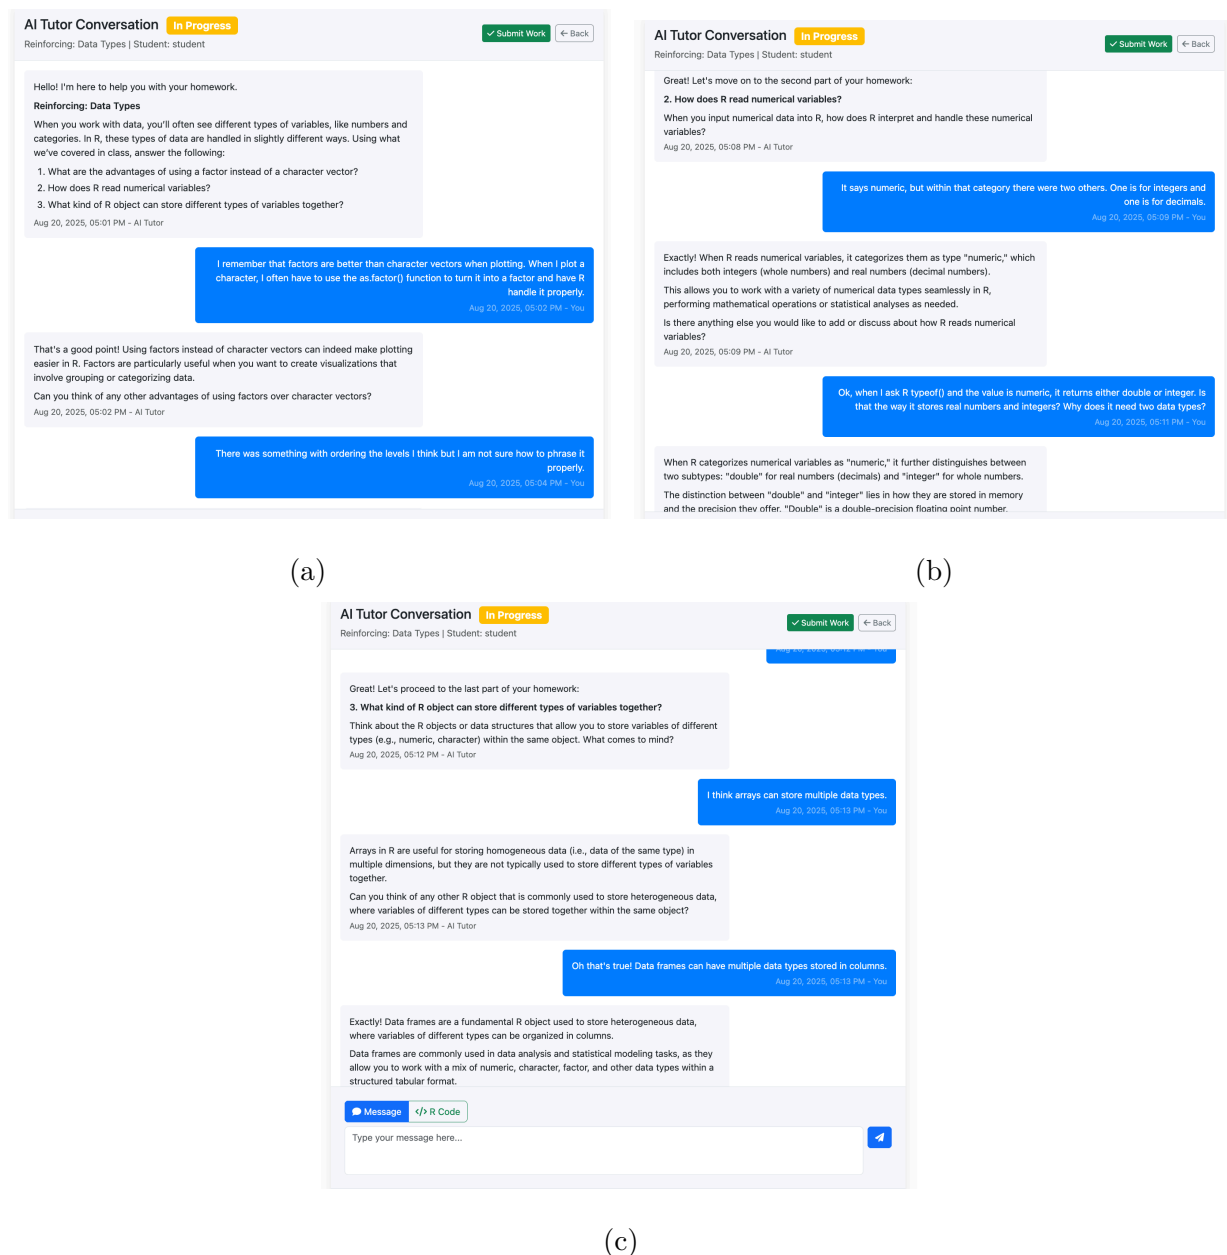 AI Tutor Conversation In Progress
Reinforcing: Data Types | Student: student
✓ Submit Work
← Back
Hello! I'm here to help you with your homework.
Reinforcing: Data Types
When you work with data, you'll often see different types of variables, like numbers and
categories. In R, these types of data are handled in slightly different ways. Using what
we've covered in class, answer the following:
1. What are the advantages of using a factor instead of a character vector?
2. How does R read numerical variables?
3. What kind of R object can store different types of variables together?
Aug 20, 2025, 05:01 PM - AI Tutor
I remember that factors are better than character vectors when plotting. When I plot a
character, I often have to use the as.factor() function to turn it into a factor and have R
handle it properly.
Aug 20, 2025, 05:02 PM - You
That's a good point! Using factors instead of character vectors can indeed make plotting
easier in R. Factors are particularly useful when you want to create visualizations that
involve grouping or categorizing data.
Can you think of any other advantages of using factors over character vectors?
Aug 20, 2025, 05:02 PM - AI Tutor
There was something with ordering the levels I think but I am not sure how to phrase it
properly.
Aug 20, 2025, 05:04 PM - You
(a)
AI Tutor Conversation In Progress
Reinforcing: Data Types | Student: student
✓ Submit Work
← Back
Great! Let's move on to the second part of your homework:
2. How does R read numerical variables?
When you input numerical data into R, how does R interpret and handle these numerical
variables?
Aug 20, 2025, 05:08 PM - AI Tutor
It says numeric, but within that category there were two others. One is for integers and
one is for decimals.
Aug 20, 2025, 05:09 PM - You
Exactly! When R reads numerical variables, it categorizes them as type "numeric," which
includes both integers (whole numbers) and real numbers (decimal numbers).
This allows you to work with a variety of numerical data types seamlessly in R,
performing mathematical operations or statistical analyses as needed.
Is there anything else you would like to add or discuss about how R reads numerical
variables?
Aug 20, 2025, 05:09 PM - AI Tutor
Ok, when I ask R typeof() and the value is numeric, it returns either double or integer. Is
that the way it stores real numbers and integers? Why does it need two data types?
Aug 20, 2025, 05:11 PM - You
When R categorizes numerical variables as "numeric," it further distinguishes between
two subtypes: "double" for real numbers (decimals) and "integer" for whole numbers.
The distinction between "double" and "integer" lies in how they are stored in memory
and the precision they offer. "Double" is a double-precision floating point number.
(b)
AI Tutor Conversation In Progress
Reinforcing: Data Types | Student: student
✓ Submit Work
← Back
Aug 20, 2025, 05:12 PM - You
Great! Let's proceed to the last part of your homework:
3. What kind of R object can store different types of variables together?
Think about the R objects or data structures that allow you to store variables of different
types (e.g., numeric, character) within the same object. What comes to mind?
Aug 20, 2025, 05:12 PM - AI Tutor
I think arrays can store multiple data types.
Aug 20, 2025, 05:13 PM - You
Arrays in R are useful for storing homogeneous data (i.e., data of the same type) in
multiple dimensions, but they are not typically used to store different types of variables
together.
Can you think of any other R object that is commonly used to store heterogeneous data,
where variables of different types can be stored together within the same object?
Aug 20, 2025, 05:13 PM - AI Tutor
Oh that's true! Data frames can have multiple data types stored in columns.
Aug 20, 2025, 05:13 PM - You
Exactly! Data frames are a fundamental R object used to store heterogeneous data,
where variables of different types can be organized in columns.
Data frames are commonly used in data analysis and statistical modeling tasks, as they
allow you to work with a mix of numeric, character, factor, and other data types within a
structured tabular format.
Message
</> R Code
Type your message here...
(c)